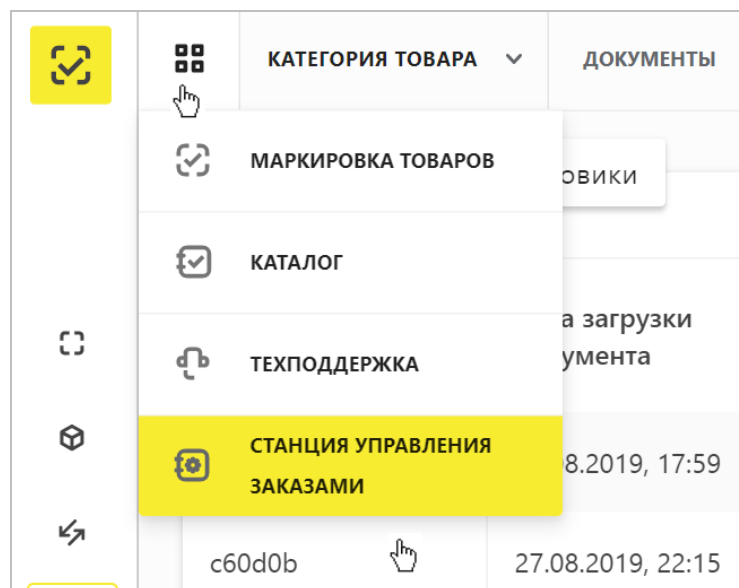 КАТЕГОРИЯ ТОВАРА
ДОКУМЕНТЫ
МАРКИРОВКА ТОВАРОВ
овики
КАТАЛОГ
а загрузки
умента
ТЕХПОДДЕРЖКА
СТАНЦИЯ УПРАВЛЕНИЯ
ЗАКАЗАМИ
08.2019, 17:59
c60d0b
27.08.2019, 22:15